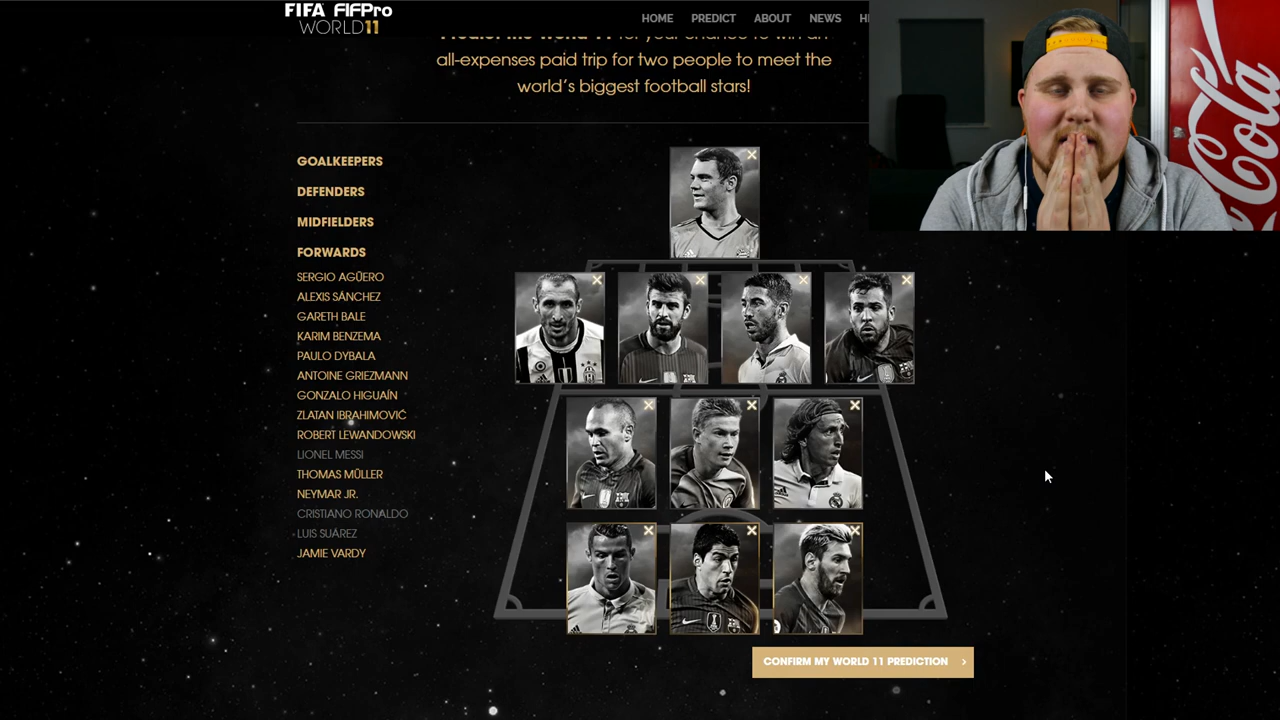 FIFA FIFPro
WORLD11
HOME PREDICT ABOUT NEWS
all-expenses paid trip for two people to meet the
world's biggest football stars!
GOALKEEPERS
DEFENDERS
MIDFIELDERS
FORWARDS
SERGIO AGÜERO
ALEXIS SÁNCHEZ
GARETH BALE
KARIM BENZEMA
PAULO DYBALA
ANTOINE GRIEZMANN
GONZALO HIGUAÍN
ZLATAN IBRAHIMOVIĆ
ROBERT LEWANDOWSKI
LIONEL MESSI
THOMAS MÜLLER
NEYMAR JR.
CRISTIANO RONALDO
LUIS SUÁREZ
JAMIE VARDY
CONFIRM MY WORLD 11 PREDICTION
Cola